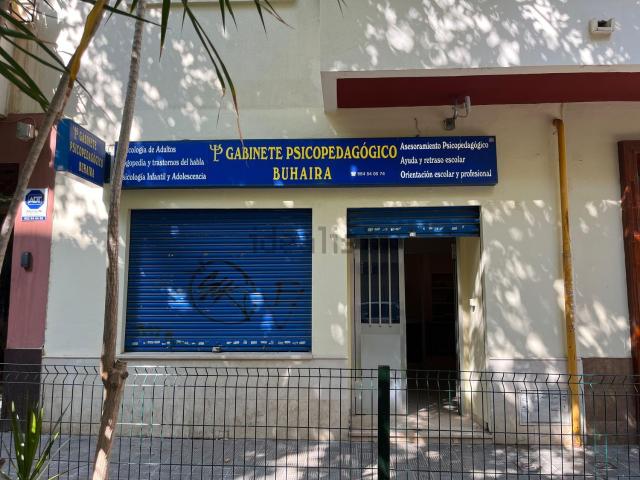 GABINETE
PSICOPEDAGÓGICO
BUHAIRA
Psicología de Adultos
Logopedia y trastornos del habla
Psicología Infantil y Adolescencia
GABINETE PSICOPEDAGÓGICO
BUHAIRA
Asesoramiento Psicopedagógico
Ayuda y retraso escolar
Orientación escolar y profesional
ADT
idealista